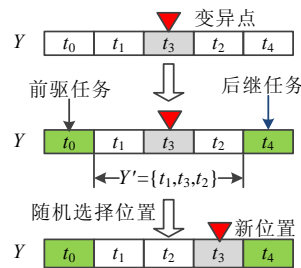 变异点
Y t₀ t₁ t₃ t₂ t₄
前驱任务 后继任务
Y t₀ t₁ t₃ t₂ t₄
Y′={t₁,t₃,t₂}
随机选择位置 新位置
Y t₀ t₁ t₂ t₃ t₄